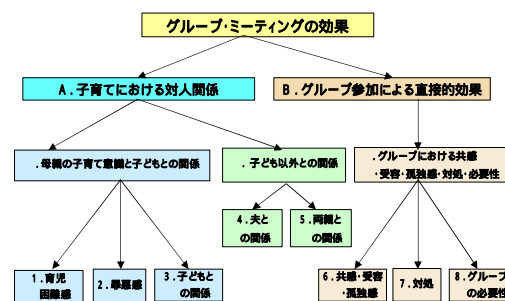 グループ・ミーティングの効果
A．子育てにおける対人関係
B．グループ参加による直接的効果
．母親の子育て意識と子どもとの関係
．子ども以外との関係
．グループにおける共感
・受容・孤独感・対処・必要性
4．夫と
の関係
5．両親と
の関係
1．育児
困難感
2．罪悪感
3．子どもと
の関係
6．共感・受容
・孤独感
7．対処
8．グループ
の必要性